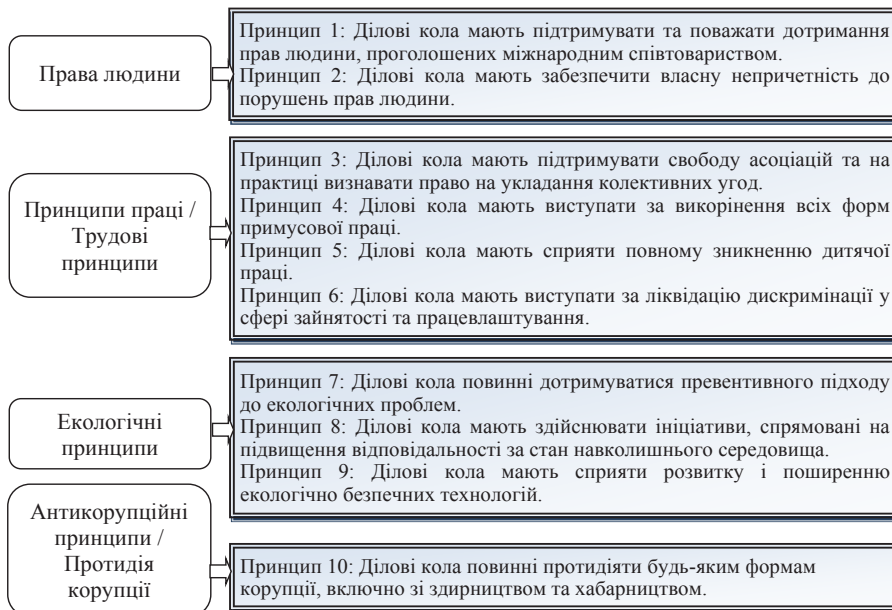 Права людини
Принцип 1: Ділові кола мають підтримувати та поважати дотримання
прав людини, проголошених міжнародним співтовариством.
Принцип 2: Ділові кола мають забезпечити власну непричетність до
порушень прав людини.
Принципи праці /
Трудові
принципи
Принцип 3: Ділові кола мають підтримувати свободу асоціацій та на
практиці визнавати право на укладання колективних угод.
Принцип 4: Ділові кола мають виступати за викорінення всіх форм
примусової праці.
Принцип 5: Ділові кола мають сприяти повному зникненню дитячої
праці.
Принцип 6: Ділові кола мають виступати за ліквідацію дискримінації у
сфері зайнятості та працевлаштування.
Екологічні
принципи
Принцип 7: Ділові кола повинні дотримуватися превентивного підходу
до екологічних проблем.
Принцип 8: Ділові кола мають здійснювати ініціативи, спрямовані на
підвищення відповідальності за стан навколишнього середовища.
Принцип 9: Ділові кола мають сприяти розвитку і поширенню
екологічно безпечних технологій.
Антикорупційні
принципи /
Протидія
корупції
Принцип 10: Ділові кола повинні протидіяти будь-яким формам
корупції, включно зі здирництвом та хабарництвом.